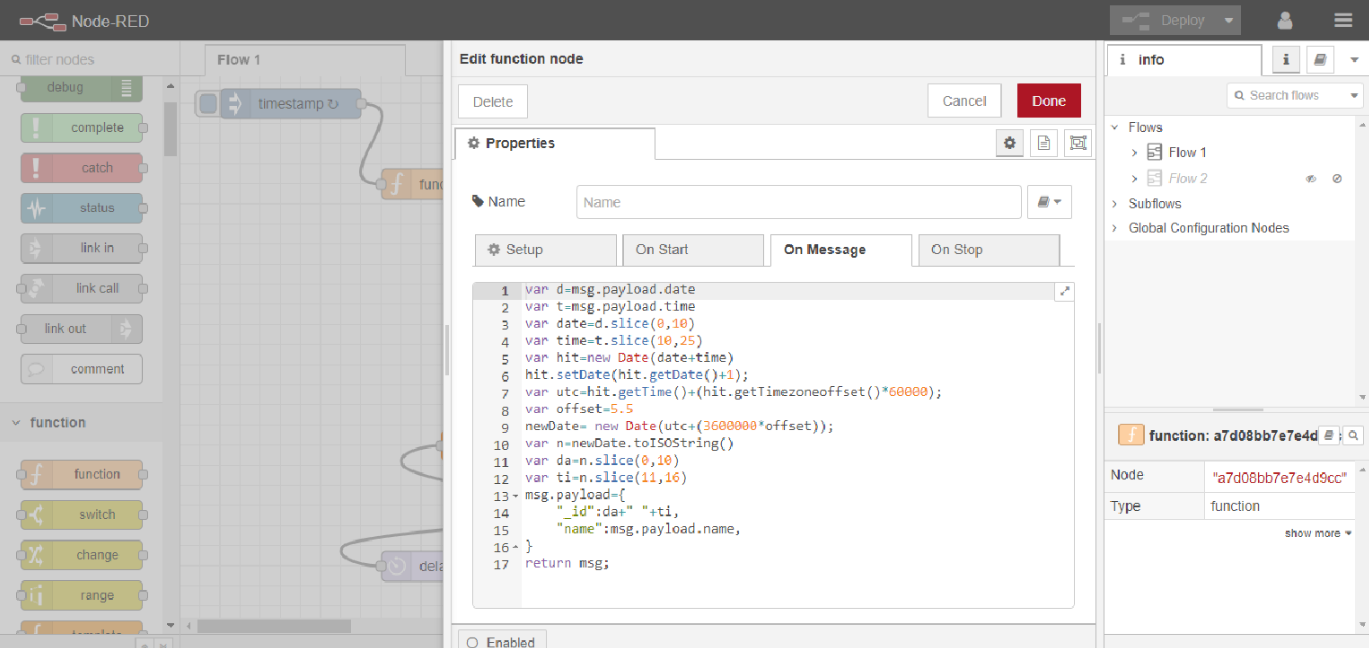 Node-RED
Deploy
filter nodes
debug
complete
catch
status
link in
link call
link out
comment
function
function
switch
change
range
template
Flow 1
timestamp ↻
func
dela
Edit function node
Delete
Cancel
Done
Properties
Name
Name
Setup
On Start
On Message
On Stop
1 var d=msg.payload.date
2 var t=msg.payload.time
3 var date=d.slice(0,10)
4 var time=t.slice(10,25)
5 var hit=new Date(date+time)
6 hit.setDate(hit.getDate()+1);
7 var utc=hit.getTime()+(hit.getTimezoneoffset()*60000);
8 var offset=5.5
9 newDate= new Date(utc+(3600000*offset));
10 var n=newDate.toISOString()
11 var da=n.slice(0,10)
12 var ti=n.slice(11,16)
13 msg.payload={
14 "_id":da+" "+ti,
15 "name":msg.payload.name,
16 }
17 return msg;
Enabled
i info
i
Search flows
Flows
Flow 1
Flow 2
Subflows
Global Configuration Nodes
function: a7d08bb7e7e4d
Node "a7d08bb7e7e4d9cc"
Type function
show more